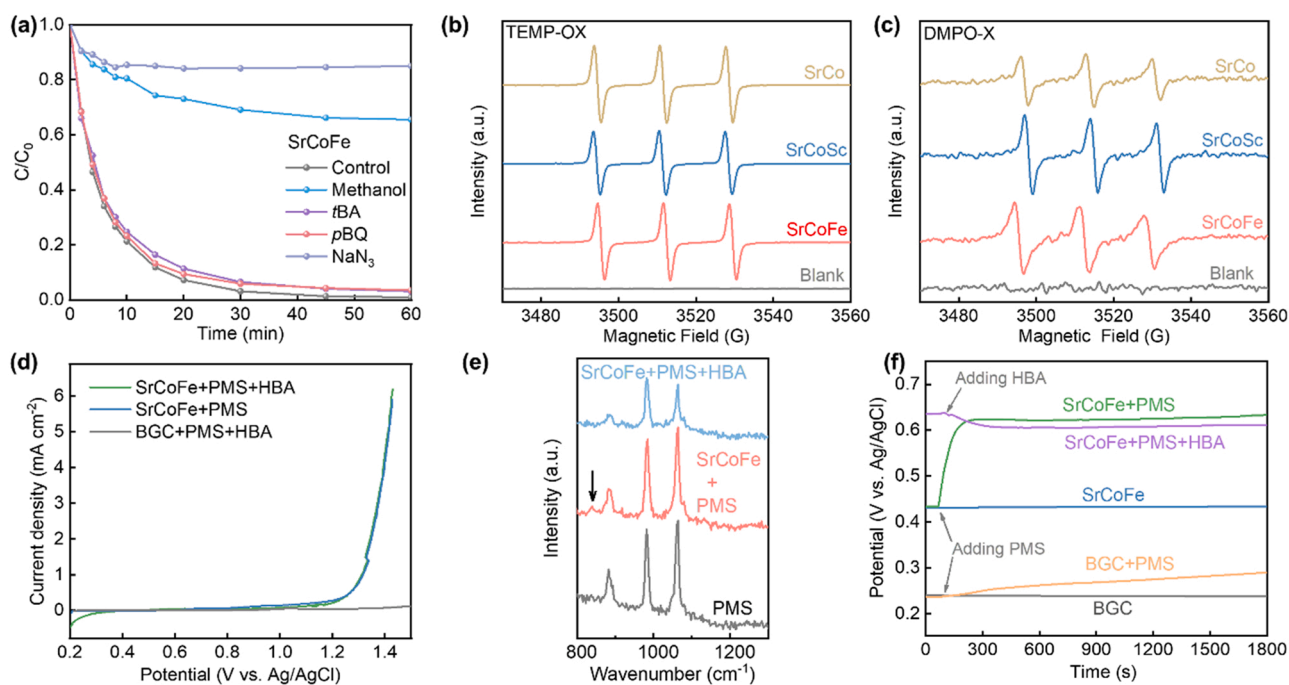 (a)
1.0
0.8
0.6
0.4
0.2
0.0
C/C₀
SrCoFe
Control
Methanol
tBA
pBQ
NaN₃
0 10 20 30 40 50 60
Time (min)
(b)
TEMP-OX
SrCo
SrCoSc
SrCoFe
Blank
Intensity (a.u.)
3480 3520 3560
Magnetic Field (G)
(c)
DMPO-X
SrCo
SrCoSc
SrCoFe
Blank
Intensity (a.u.)
3480 3520 3560
Magnetic Field (G)
(d)
6
5
4
3
2
1
0
Current density (mA cm⁻²)
SrCoFe+PMS+HBA
SrCoFe+PMS
BGC+PMS+HBA
0.2 0.4 0.6 0.8 1.0 1.2 1.4
Potential (V vs. Ag/AgCl)
(e)
SrCoFe+PMS+HBA
SrCoFe
+
PMS
PMS
Intensity (a.u.)
800 1000 1200
Wavenumber (cm⁻¹)
(f)
0.7
0.6
0.5
0.4
0.3
0.2
Potential (V vs. Ag/AgCl)
Adding HBA
SrCoFe+PMS
SrCoFe+PMS+HBA
SrCoFe
Adding PMS
BGC+PMS
BGC
0 300 600 900 1200 1500 1800
Time (s)